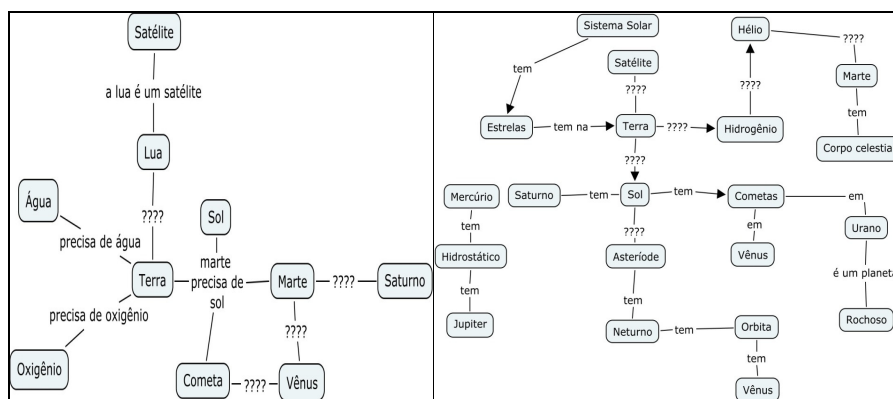 Satélite
a lua é um satélite
Lua
????
Água
precisa de água
Sol
marte
precisa de
sol
Terra
Marte
????
Saturno
precisa de oxigênio
????
Oxigênio
Cometa
????
Vênus
Sistema Solar
tem
Estrelas
tem na
Satélite
????
Terra
????
Hidrogênio
????
Hélio
????
Marte
tem
Corpo celestia
????
Mercúrio
tem
Hidrostático
tem
Jupiter
Saturno
tem
Sol
tem
Cometas
em
Vênus
em
Urano
é um planeta
Rochoso
????
Asteríode
tem
Neturno
tem
Orbita
tem
Vênus